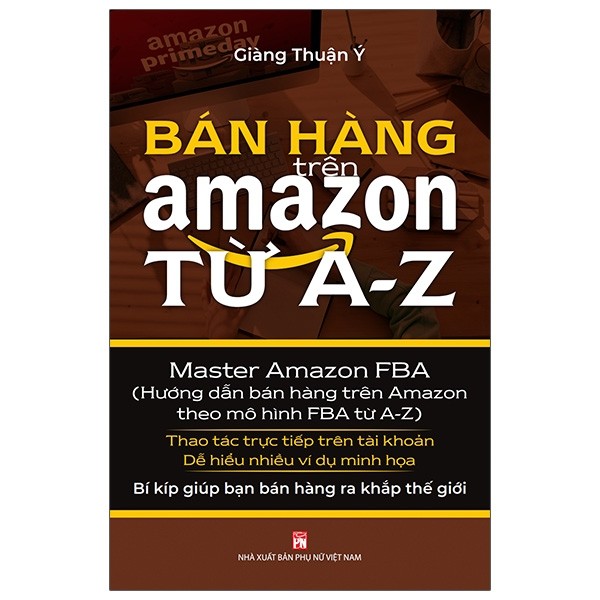 amazon
primeday
Giàng Thuận Ý
BÁN HÀNG
trên
amazon
TỪ A-Z
Master Amazon FBA
(Hướng dẫn bán hàng trên Amazon
theo mô hình FBA từ A-Z)
Thao tác trực tiếp trên tài khoản
Dễ hiểu nhiều ví dụ minh họa
Bí kíp giúp bạn bán hàng ra khắp thế giới
PN
NHÀ XUẤT BẢN PHỤ NỮ VIỆT NAM